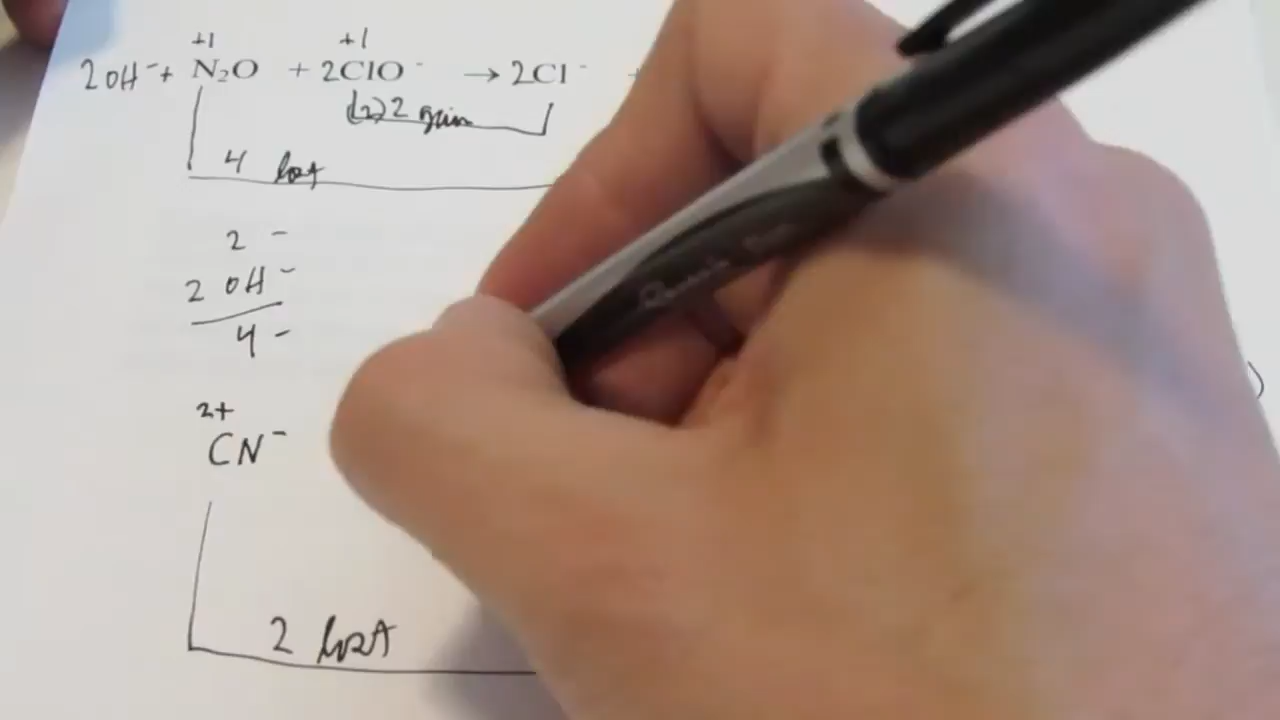 +1 +1
2OH⁻ + N₂O + 2ClO⁻ → 2Cl⁻ +
(2) 2 gain
4 lost
2 -
2 OH⁻
4 -
2+
CN⁻
2 lost
)